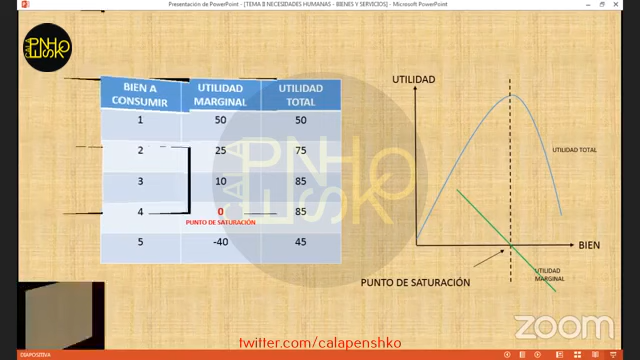 Presentación de PowerPoint - [TEMA II NECESIDADES HUMANAS - BIENES Y SERVICIOS] - Microsoft PowerPoint
BIEN A CONSUMIR UTILIDAD MARGINAL UTILIDAD TOTAL
1 50 50
2 25 75
3 10 85
4 0 85
PUNTO DE SATURACIÓN
5 -40 45
UTILIDAD
UTILIDAD TOTAL
BIEN
UTILIDAD
MARGINAL
PUNTO DE SATURACIÓN
zoom
twitter.com/calapenshko